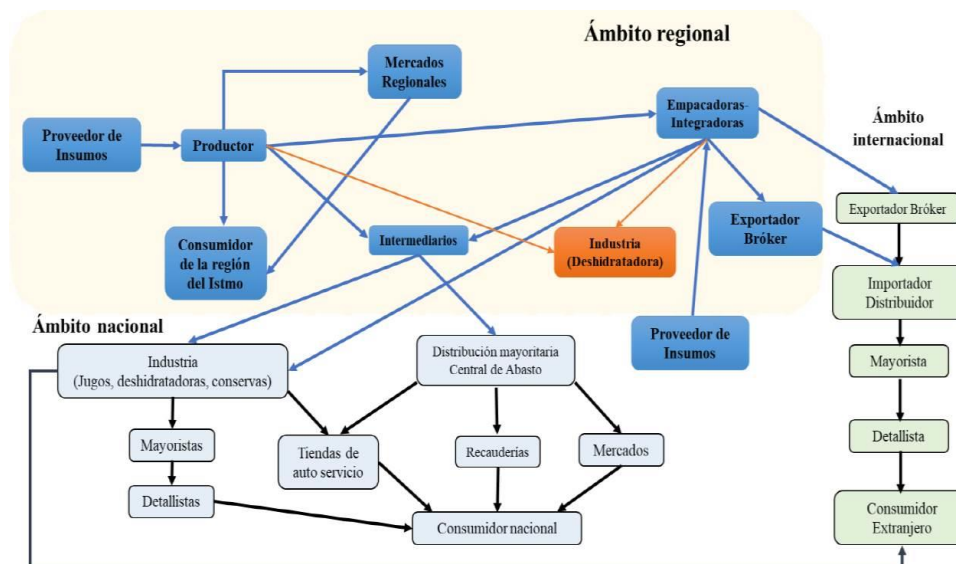 Ámbito regional
Mercados
Regionales
Empacadoras-
Integradoras
Ámbito
internacional
Proveedor de
Insumos
Productor
Exportador Bróker
Consumidor
de la región
del Istmo
Intermediarios
Industria
(Deshidratadora)
Exportador
Bróker
Importador
Distribuidor
Ámbito nacional
Proveedor de
Insumos
Industria
(Jugos, deshidratadoras, conservas)
Distribución mayoritaria
Central de Abasto
Mayorista
Mayoristas
Tiendas de
auto servicio
Recauderías
Mercados
Detallista
Detallistas
Consumidor nacional
Consumidor
Extranjero